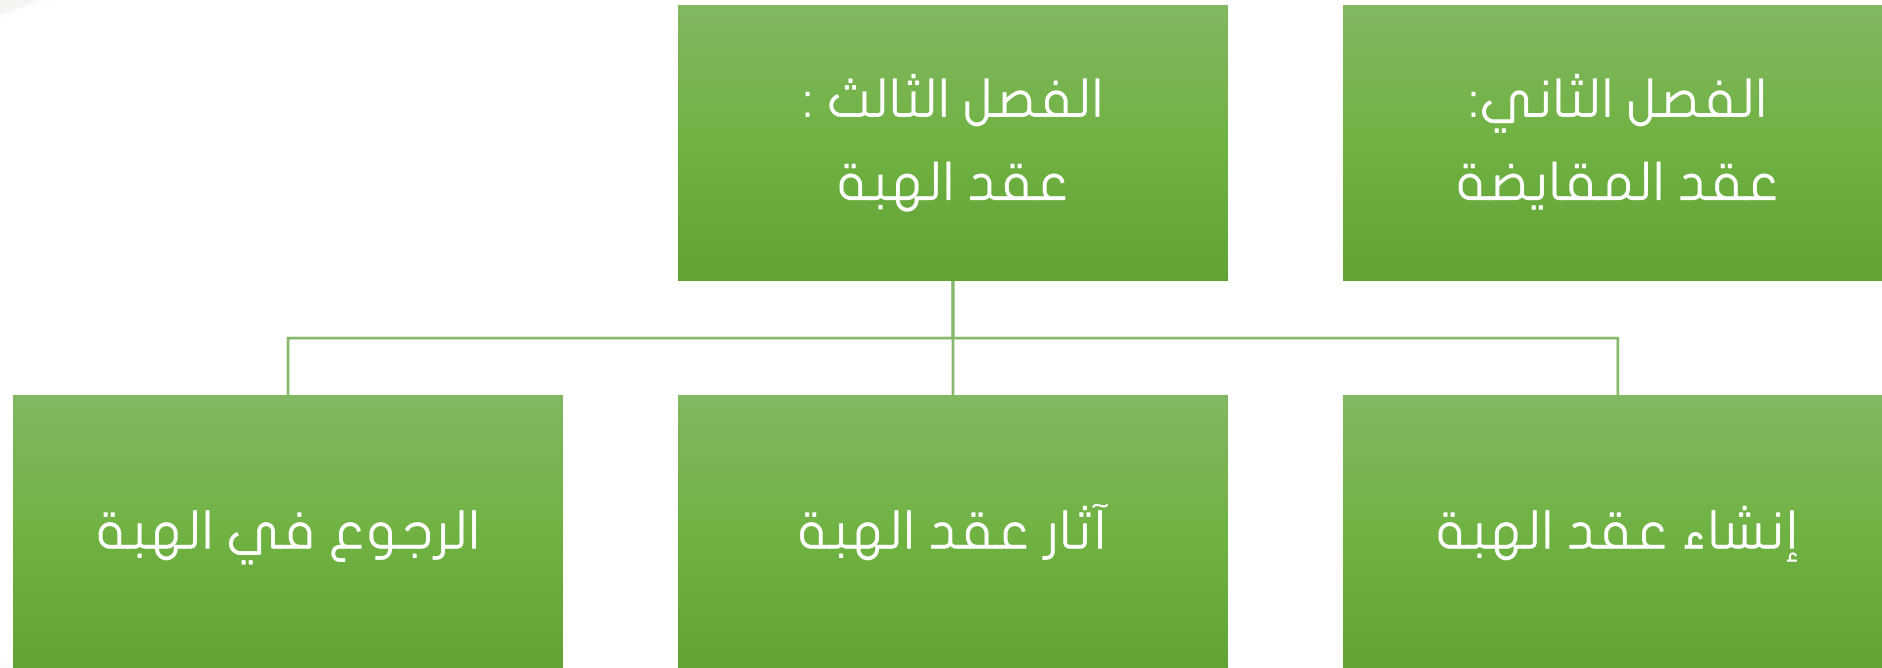 الفصل الثاني:
عقد المقايضة
الفصل الثالث :
عقد الهبة
إنشاء عقد الهبة
آثار عقد الهبة
الرجوع في الهبة